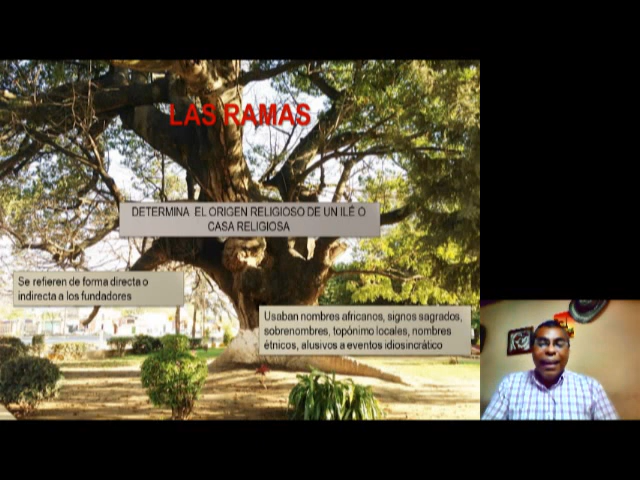 LAS RAMAS
DETERMINA EL ORIGEN RELIGIOSO DE UN ILÉ O
CASA RELIGIOSA
Se refieren de forma directa o
indirecta a los fundadores
Usaban nombres africanos, signos sagrados,
sobrenombres, topónimo locales, nombres
étnicos, alusivos a eventos idiosincrático